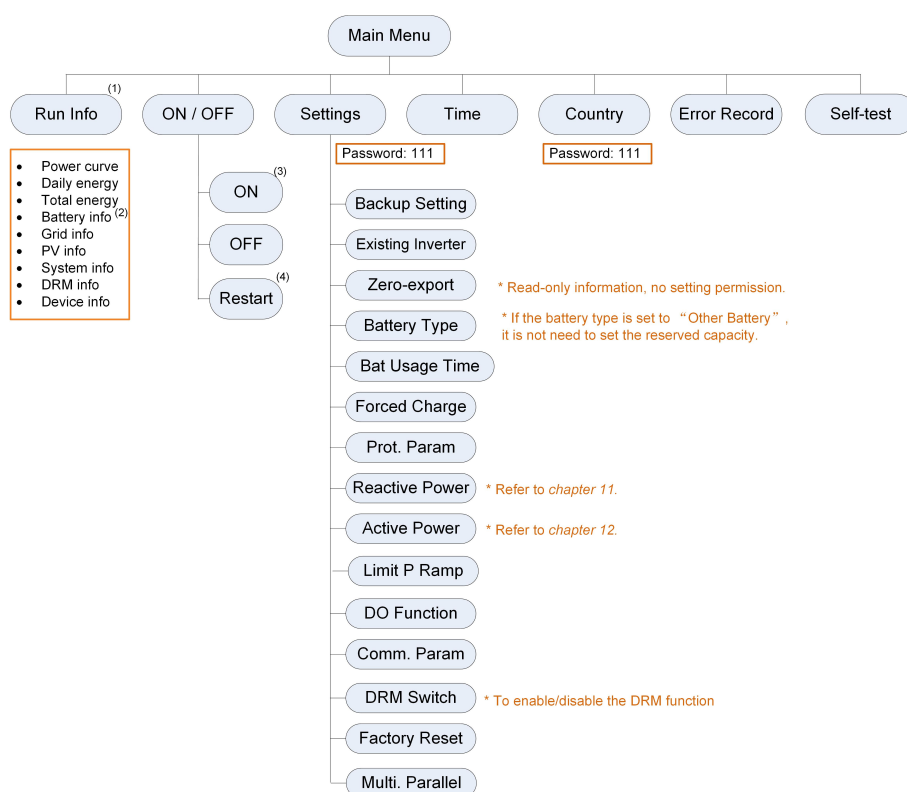 Main Menu
(1)
Run Info
ON / OFF
Settings
Time
Country
Error Record
Self-test
Password: 111
Password: 111
• Power curve
• Daily energy
• Total energy
• Battery info (2)
• Grid info
• PV info
• System info
• DRM info
• Device info
(3)
ON
OFF
(4)
Restart
Backup Setting
Existing Inverter
Zero-export
* Read-only information, no setting permission.
Battery Type
* If the battery type is set to “Other Battery”,
it is not need to set the reserved capacity.
Bat Usage Time
Forced Charge
Prot. Param
Reactive Power
* Refer to chapter 11.
Active Power
* Refer to chapter 12.
Limit P Ramp
DO Function
Comm. Param
DRM Switch
* To enable/disable the DRM function
Factory Reset
Multi. Parallel